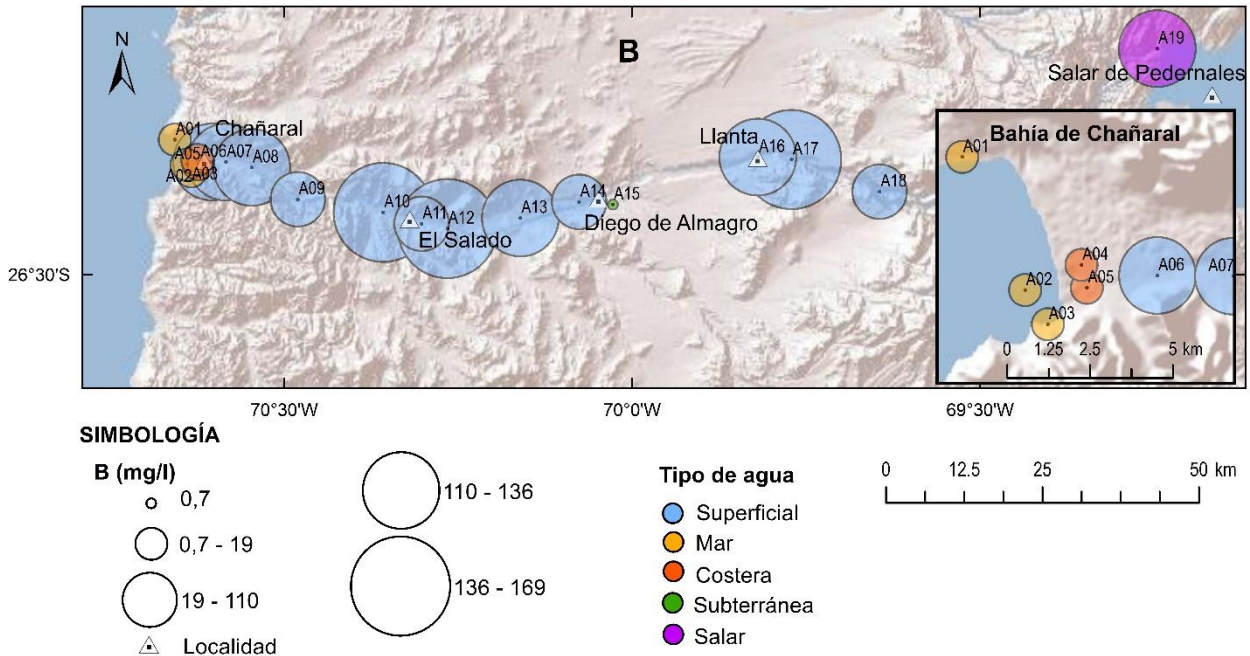 N
B
A19
Salar de Pedernales
Bahía de Chañaral
A01
A04
A02
A05
A06
A07
A03
0 1.25 2.5 5 km
A01
Chañaral
A05
A06
A07
A08
A02
A03
A09
A10
A11
A12
El Salado
A13
A14
A15
Diego de Almagro
Llanta
A16
A17
A18
26°30'S
70°30'W
70°0'W
69°30'W
SIMBOLOGÍA
B (mg/l)
0,7
0,7 - 19
19 - 110
Localidad
110 - 136
136 - 169
Tipo de agua
Superficial
Mar
Costera
Subterránea
Salar
0 12.5 25 50 km